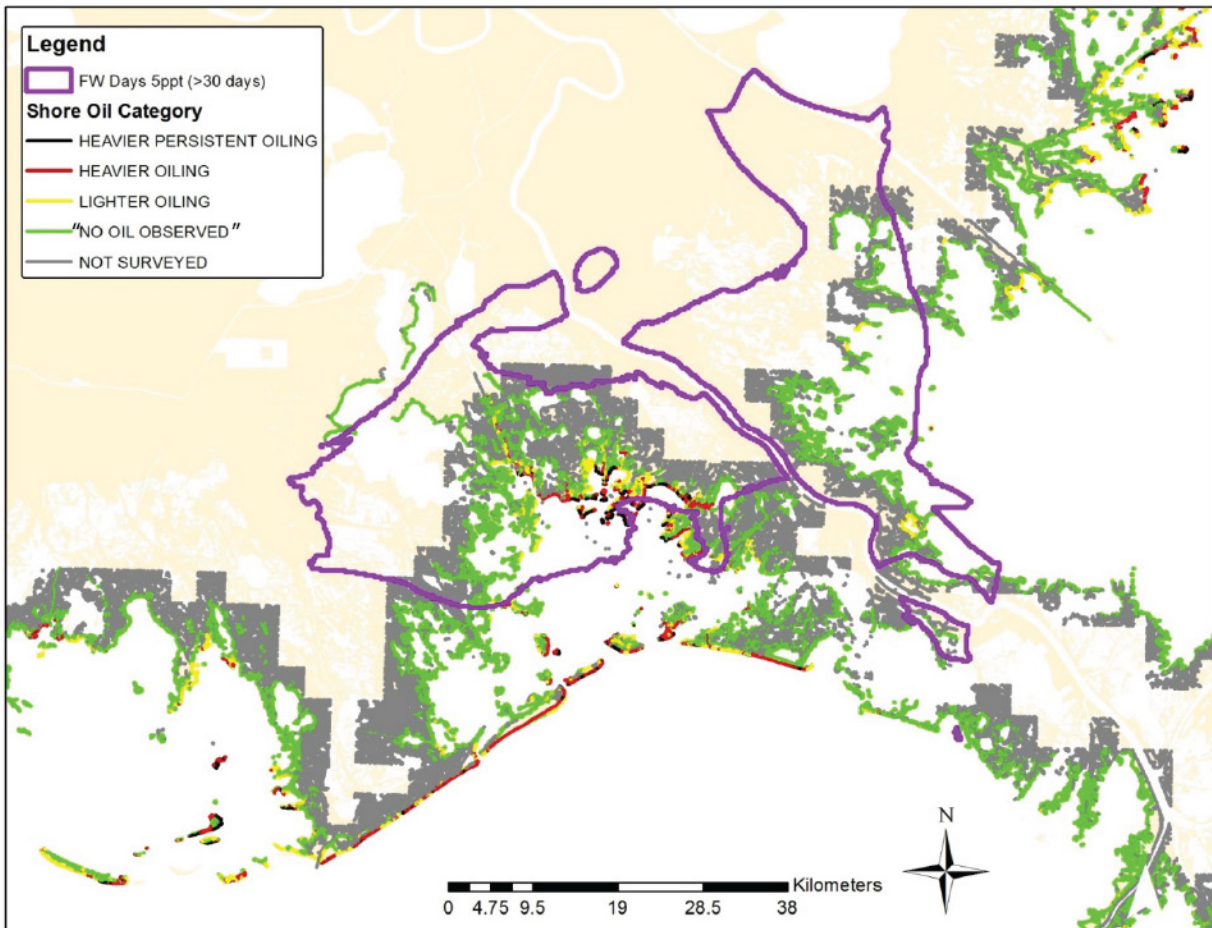 Legend
FW Days 5ppt (>30 days)
Shore Oil Category
HEAVIER PERSISTENT OILING
HEAVIER OILING
LIGHTER OILING
"NO OIL OBSERVED"
NOT SURVEYED
N
Kilometers
0 4.75 9.5 19 28.5 38